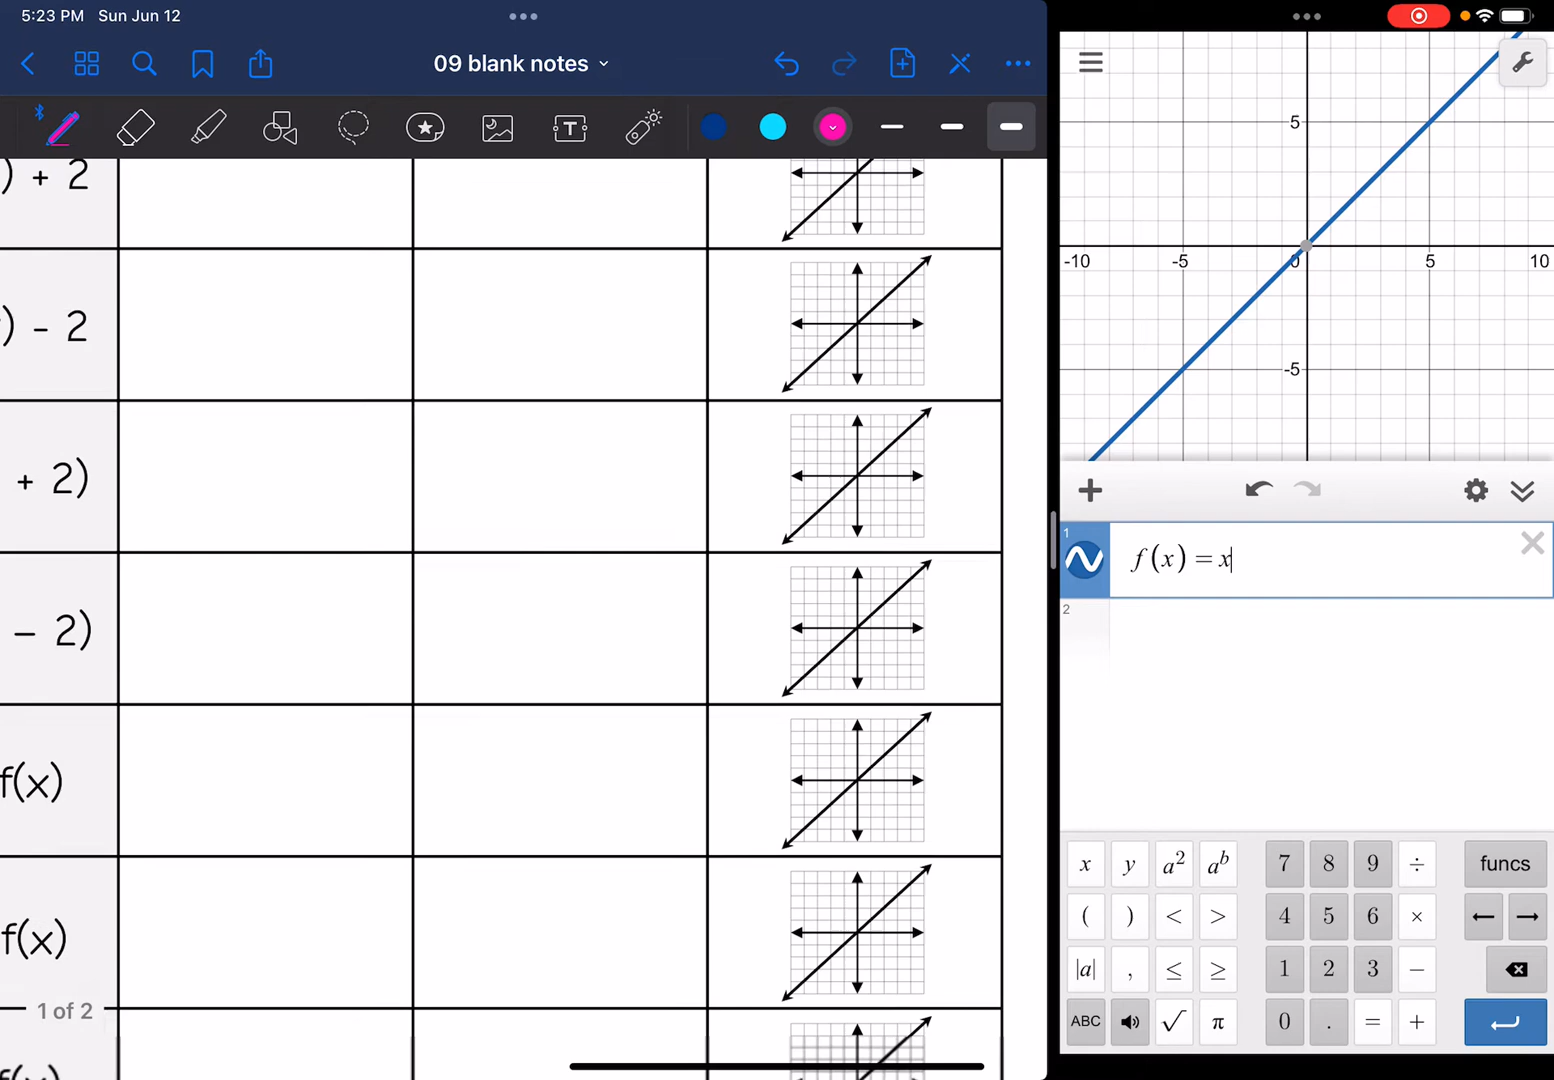 5:23 PM Sun Jun 12
09 blank notes
T
) + 2
) - 2
+ 2)
- 2)
f(x)
f(x)
1 of 2
5
-10 -5 0 5 10
-5
1
f(x) = x
2
x y a² aᵇ 7 8 9 ÷ funcs
( ) < > 4 5 6 × ← →
|a| , ≤ ≥ 1 2 3 −
ABC √ π 0 . = +